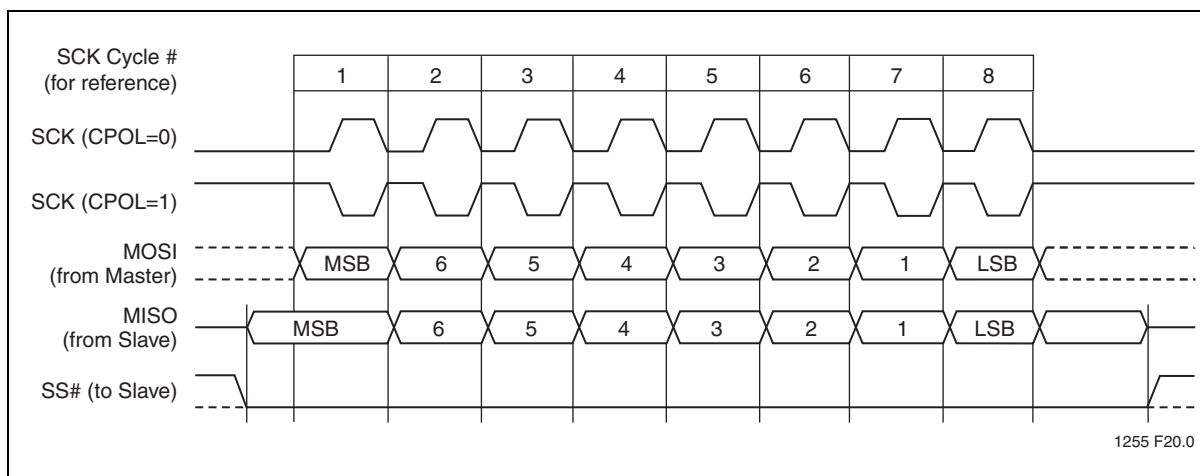 SCK Cycle #
(for reference)
1 2 3 4 5 6 7 8
SCK (CPOL=0)
SCK (CPOL=1)
MOSI
(from Master)
MSB 6 5 4 3 2 1 LSB
MISO
(from Slave)
MSB 6 5 4 3 2 1 LSB
SS# (to Slave)
1255 F20.0